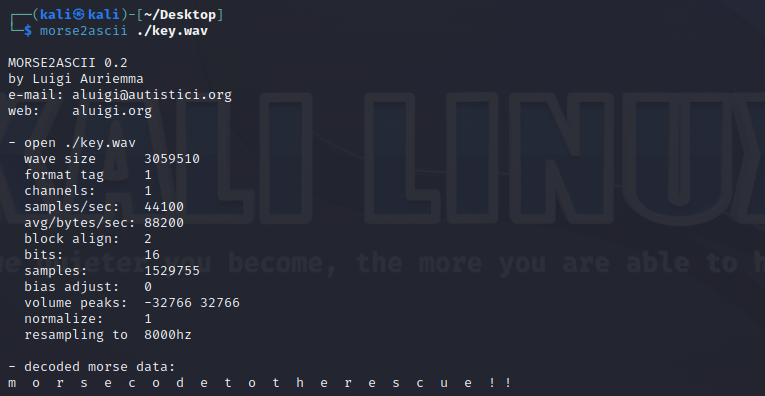 (kali㉿kali)-[~/Desktop]
$ morse2ascii ./key.wav
MORSE2ASCII 0.2
by Luigi Auriemma
e-mail: aluigi@autistici.org
web:    aluigi.org
- open ./key.wav
  wave size      3059510
  format tag     1
  channels:      1
  samples/sec:   44100
  avg/bytes/sec: 88200
  block align:   2
  bits:          16
  samples:       1529755
  bias adjust:   0
  volume peaks:  -32766 32766
  normalize:     1
  resampling to  8000hz
- decoded morse data:
m  o  r  s  e  c  o  d  e  t  o  t  h  e  r  e  s  c  u  e  !  !
KALI LINUX
the quieter you become, the more you are able to h